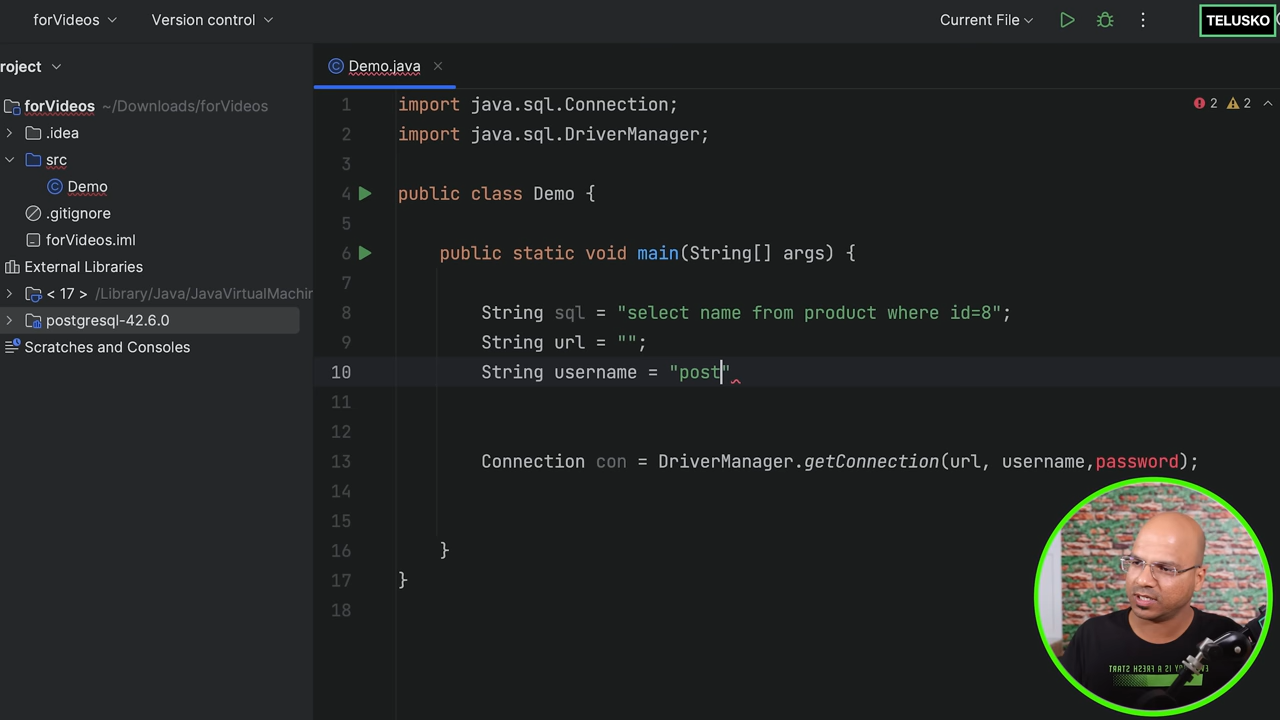 forVideos
Version control
Current File
TELUSKO
roject
Demo.java
forVideos ~/Downloads/forVideos
.idea
src
Demo
.gitignore
forVideos.iml
External Libraries
< 17 > /Library/Java/JavaVirtualMachin
postgresql-42.6.0
Scratches and Consoles
2 2
1 import java.sql.Connection;
2 import java.sql.DriverManager;
3
4 public class Demo {
5
6 public static void main(String[] args) {
7
8 String sql = "select name from product where id=8";
9 String url = "";
10 String username = "post"
11
12
13 Connection con = DriverManager.getConnection(url, username,password);
14
15
16 }
17 }
18